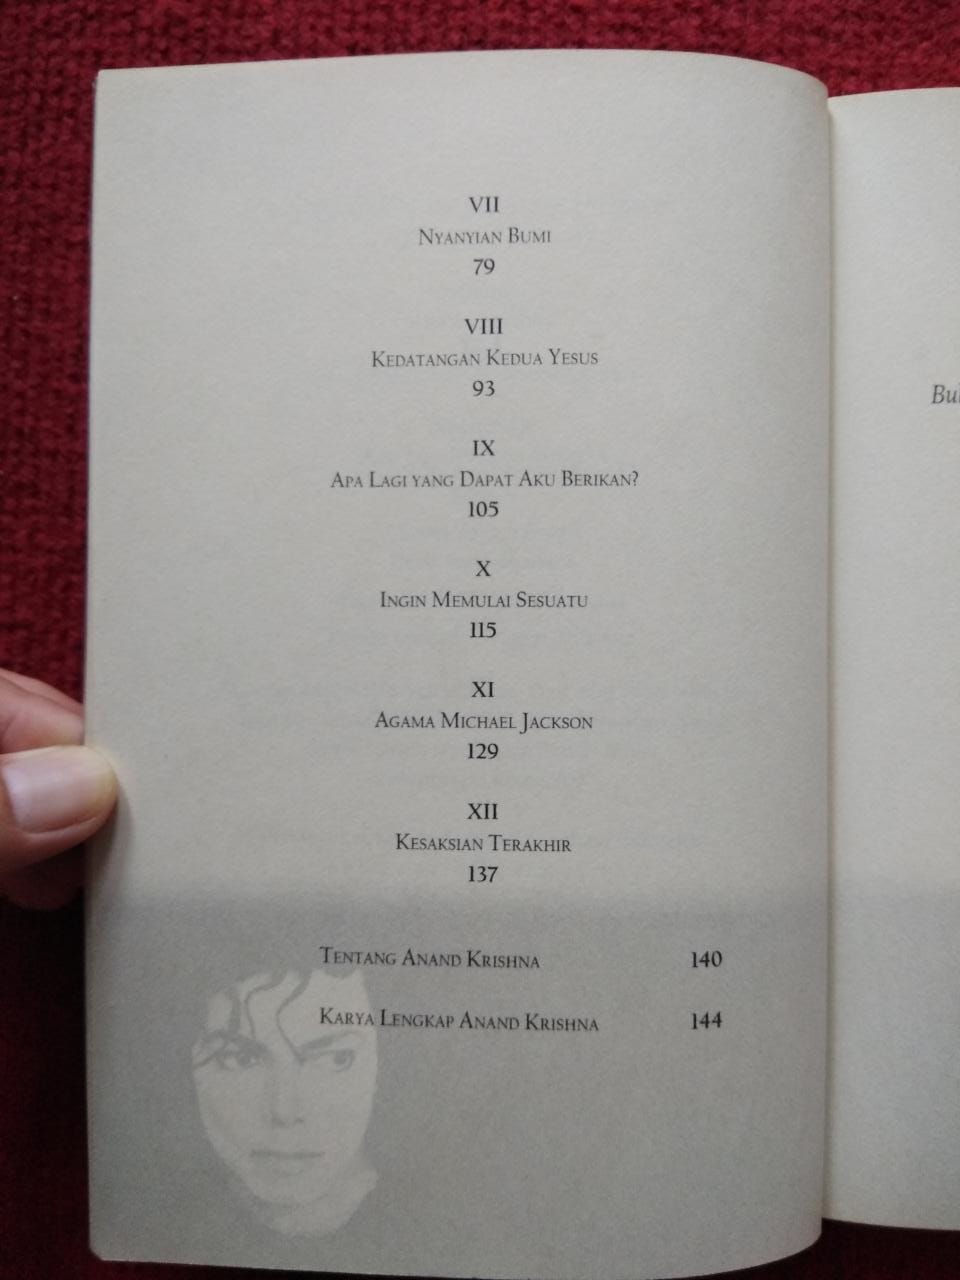 VII
Nyanyian Bumi
79
VIII
Kedatangan Kedua Yesus
93
IX
Apa Lagi yang Dapat Aku Berikan?
105
X
Ingin Memulai Sesuatu
115
XI
Agama Michael Jackson
129
XII
Kesaksian Terakhir
137
Tentang Anand Krishna 140
Karya Lengkap Anand Krishna 144